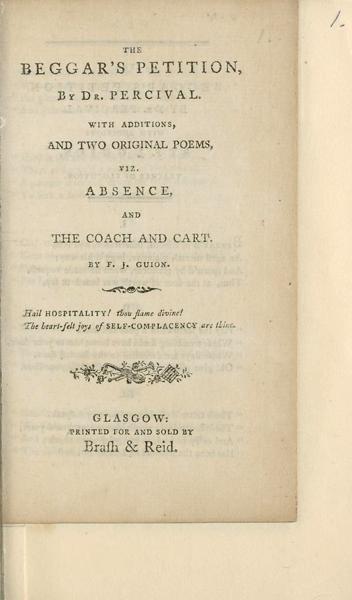 1.
THE
BEGGAR'S PETITION,
BY DR. PERCIVAL.
WITH ADDITIONS,
AND TWO ORIGINAL POEMS,
VIZ.
ABSENCE,
AND
THE COACH AND CART.
BY F. J. GUION.
Hail HOSPITALITY! thou flame divine!
The heart-felt joys of SELF-COMPLACENCY are thine.
GLASGOW:
PRINTED FOR AND SOLD BY
Braſh & Reid.